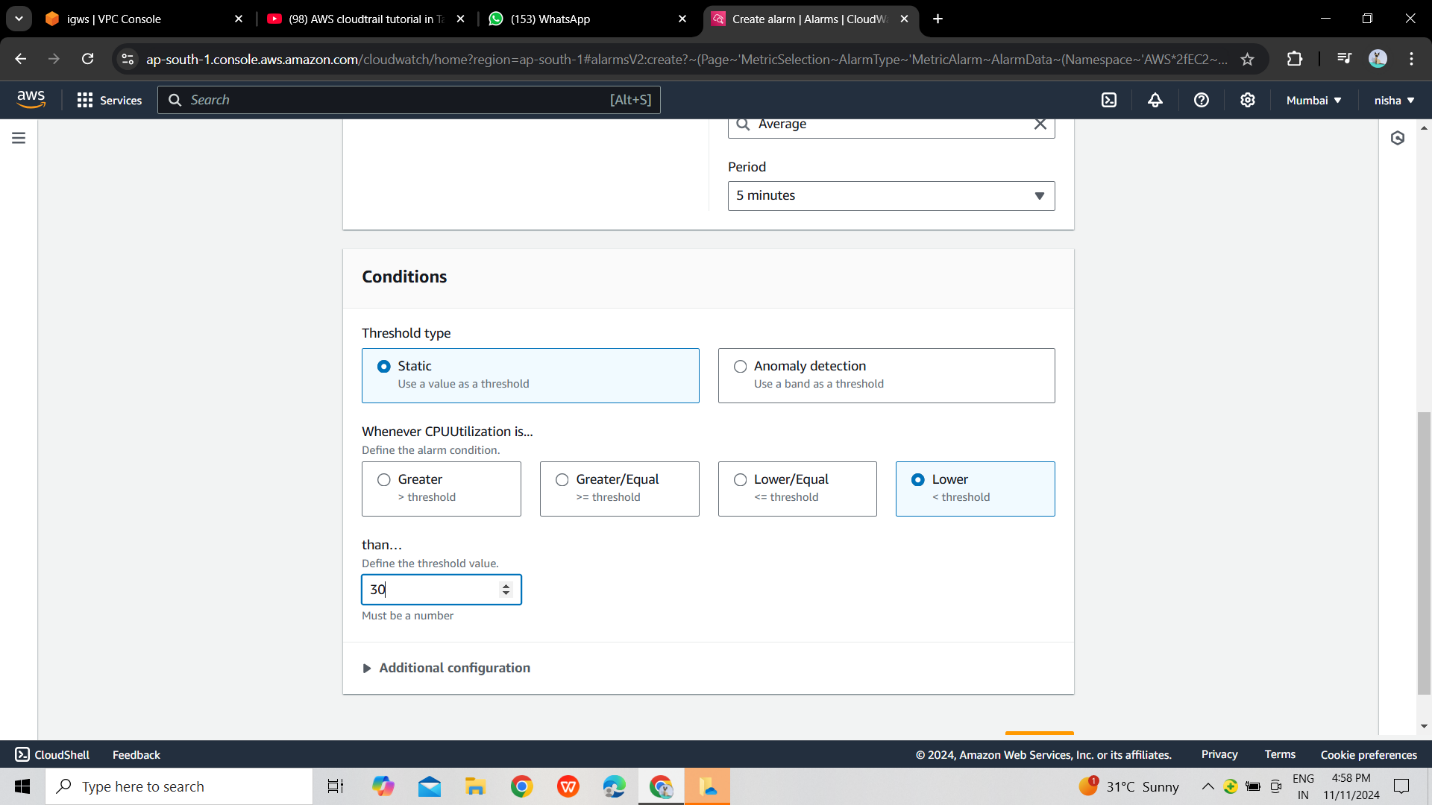 igws | VPC Console
(98) AWS cloudtrail tutorial in Ta
(153) WhatsApp
Create alarm | Alarms | CloudWa
ap-south-1.console.aws.amazon.com/cloudwatch/home?region=ap-south-1#alarmsV2:create?~(Page~'MetricSelection~AlarmType~'MetricAlarm~AlarmData~(Namespace~'AWS*2fEC2~...
aws Services Search [Alt+S] Mumbai nisha
Average
Period
5 minutes
Conditions
Threshold type
Static
Use a value as a threshold
Anomaly detection
Use a band as a threshold
Whenever CPUUtilization is...
Define the alarm condition.
Greater
> threshold
Greater/Equal
>= threshold
Lower/Equal
<= threshold
Lower
< threshold
than...
Define the threshold value.
30
Must be a number
Additional configuration
CloudShell Feedback © 2024, Amazon Web Services, Inc. or its affiliates. Privacy Terms Cookie preferences
Type here to search
1
31°C Sunny
ENG
IN
4:58 PM
11/11/2024